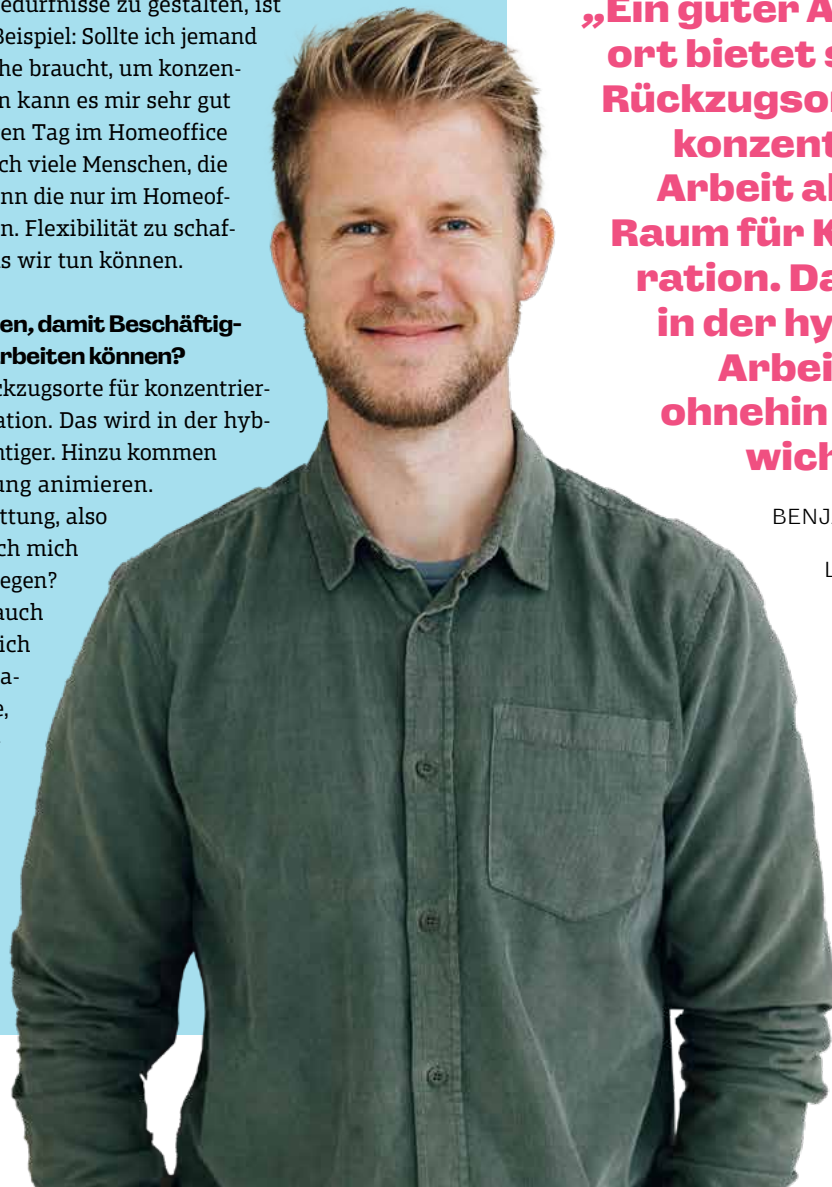 edürfnisse zu gestalten, ist
Beispiel: Sollte ich jemand
he braucht, um konzen-
n kann es mir sehr gut
en Tag im Homeoffice
ch viele Menschen, die
nn die nur im Homeof-
n. Flexibilität zu schaf-
s wir tun können.
en, damit Beschäftig-
arbeiten können?
ckzugsorte für konzentrier-
ation. Das wird in der hyb-
htiger. Hinzu kommen
ung animieren.
ttung, also
ch mich
egen?
auch
ich
a-
e,
„Ein guter A
ort bietet s
Rückzugsor
konzent
Arbeit al
Raum für K
ration. Da
in der hy
Arbei
ohnehin
wich
BENJA
L